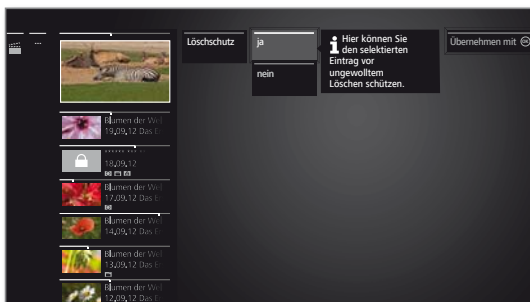 ...
Löschschutz
ja
nein
Hier können Sie
den selektierten
Eintrag vor
ungewolltem
Löschen schützen.
Übernehmen mit OK
Blumen der Wel
19.09.12 Das E
18.09.12
Blumen der Wel
17.09.12 Das E
Blumen der Wel
14.09.12 Das E
Blumen der Wel
13.09.12 Das E
Blumen der Wel
12.09.12 Das E